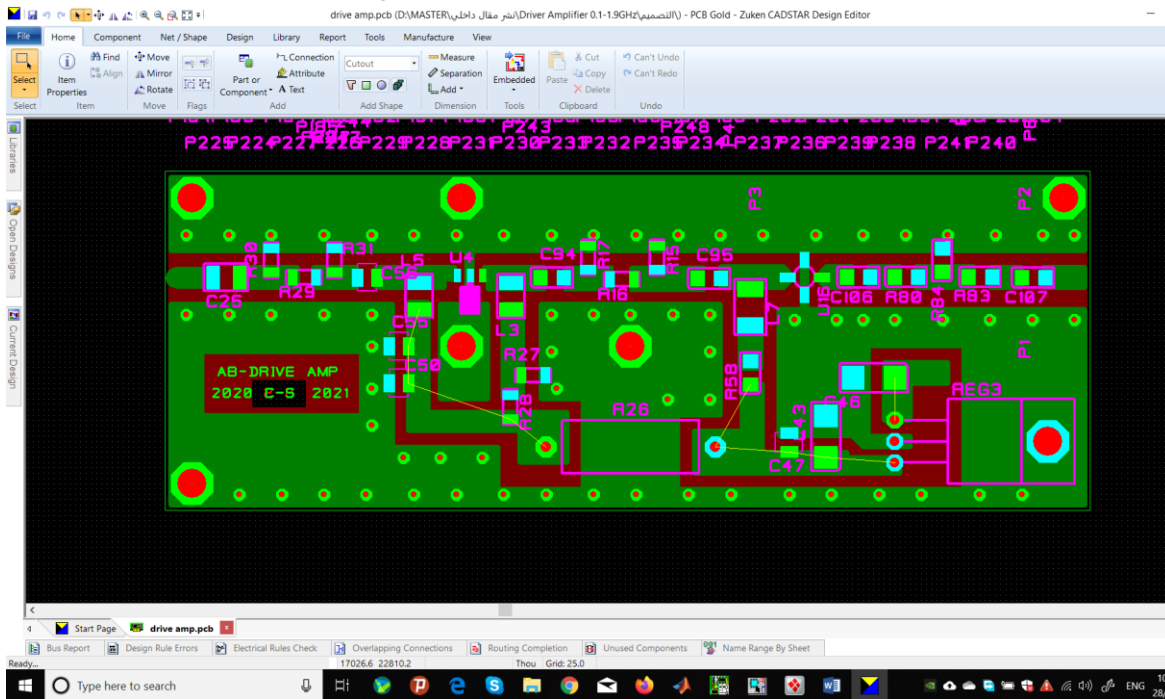 drive amp.pcb (D:\MASTER\نشر مقال داخلي\Driver Amplifier 0.1-1.9GHz\التصميم\) - PCB Gold - Zuken CADSTAR Design Editor
File Home Component Net / Shape Design Library Report Tools Manufacture View
Select
Item Properties
Find
Align
Move
Mirror
Rotate
Part or Component
Connection
Attribute
A Text
Cutout
Measure
Separation
Add
Embedded
Paste
Cut
Copy
Delete
Can't Undo
Can't Redo
Select Item Move Flags Add Add Shape Dimension Tools Clipboard Undo
Libraries
Open Designs
Current Design
P243 P248
P228 P231 P230 P232 P235 P234 P237 P236 P239 P238 P241 P240
P3 P2
R30 R31 L5 U4 C94 R17 R15 C95
C25 R29 C56 R16 L7 U16 C106 R80 R84 R83 C107
C55 L3
P1
C50 R27
AB-DRIVE AMP
2020 E-S 2021
R28 R26 R58 C46 REG3
C43
C47
Start Page drive amp.pcb
Bus Report Design Rule Errors Electrical Rules Check Overlapping Connections Routing Completion Unused Components Name Range By Sheet
Ready... 17026.6 22810.2 Thou Grid: 25.0
Type here to search
ENG